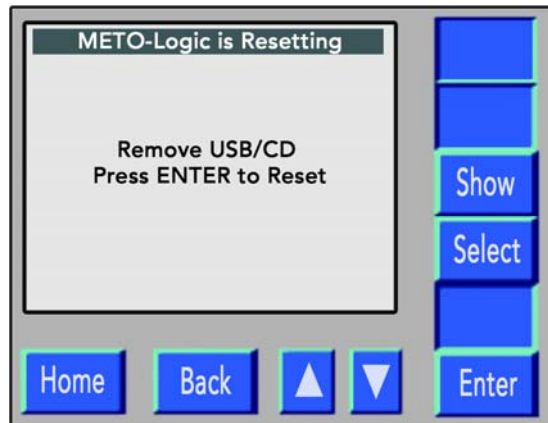 METO-Logic is Resetting
Remove USB/CD
Press ENTER to Reset
Show
Select
Home
Back
Enter